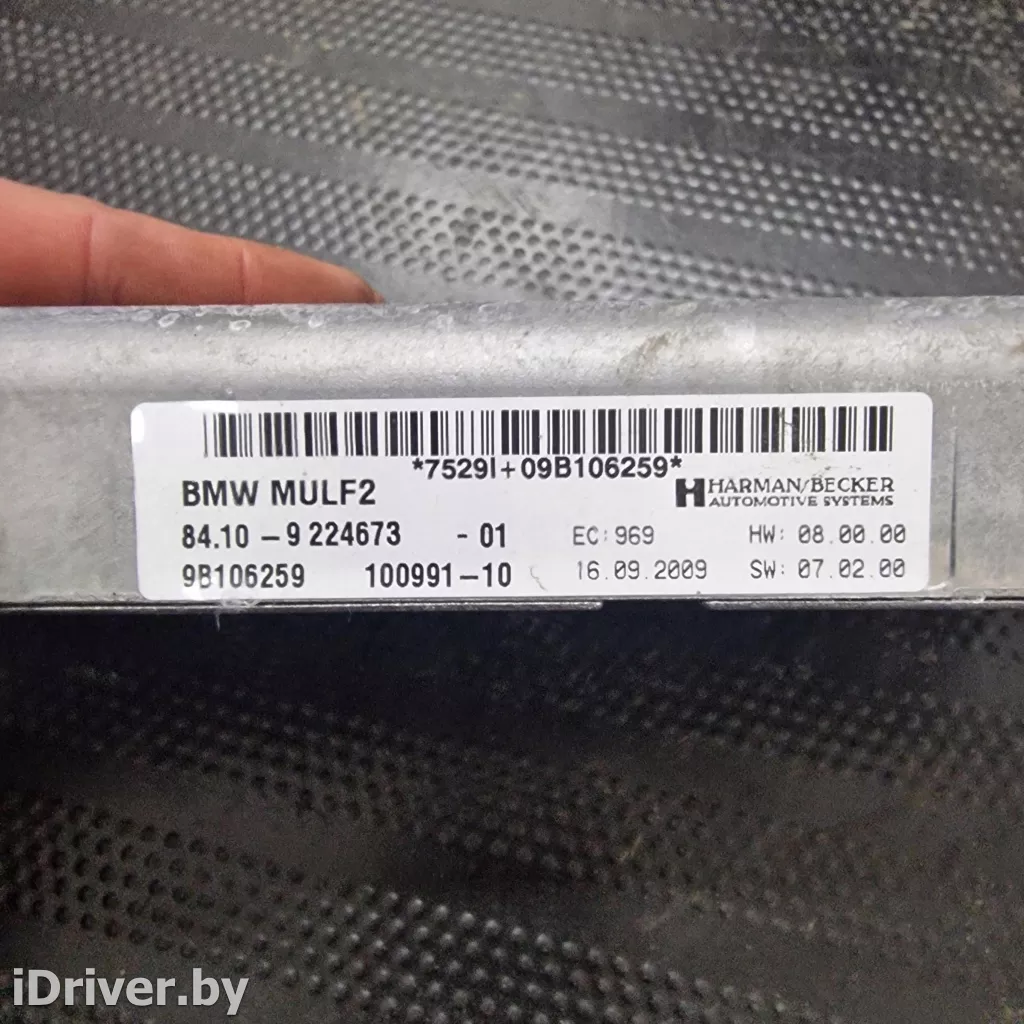 *7529I+09B106259*
BMW MULF2
HARMAN/BECKER
AUTOMOTIVE SYSTEMS
84.10 - 9 224673 - 01 EC: 969 HW: 08.00.00
9B106259 100991-10 16.09.2009 SW: 07.02.00
iDriver.by